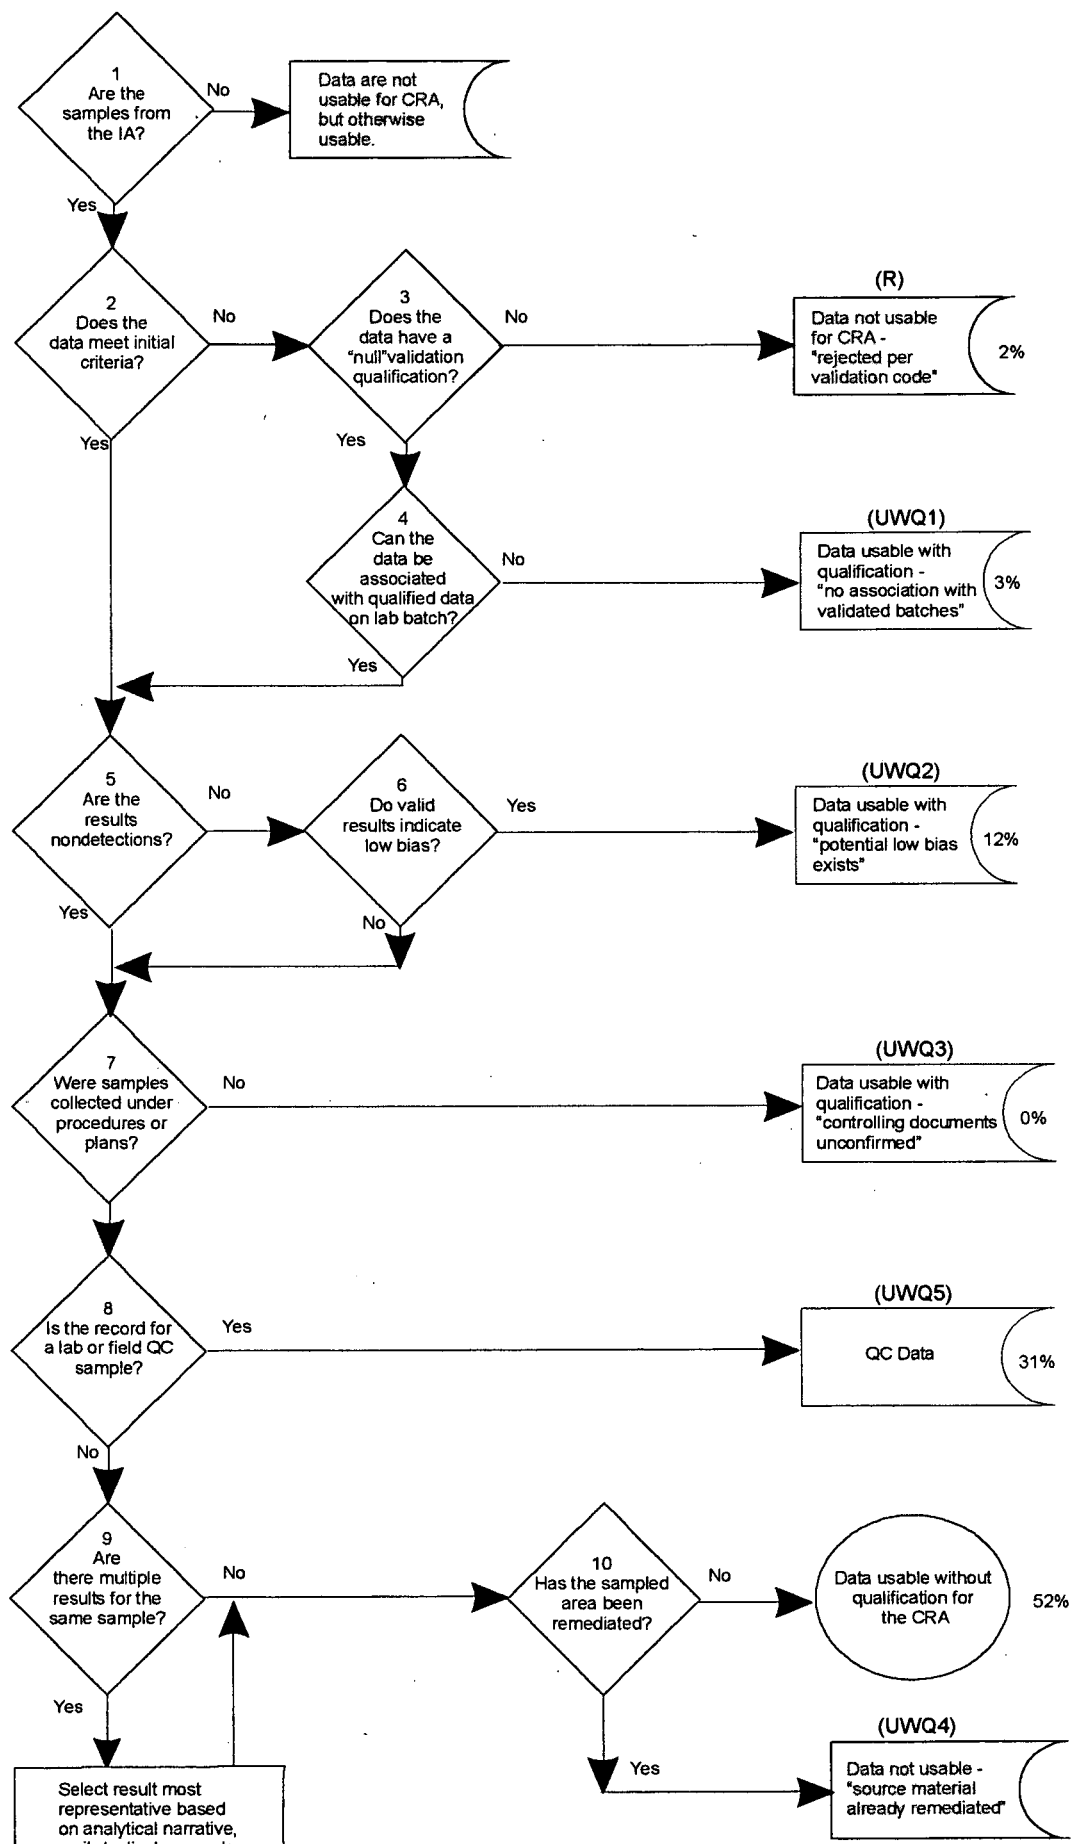 1
Are the
samples from
the IA?
No
Data are not
usable for CRA,
but otherwise
usable.
Yes
2
Does the
data meet initial
criteria?
No
3
Does the
data have a
"null"validation
qualification?
No
(R)
Data not usable
for CRA -
"rejected per
validation code"
2%
Yes
Yes
4
Can the
data be
associated
with qualified data
on lab batch?
No
(UWQ1)
Data usable with
qualification -
"no association with
validated batches"
3%
Yes
5
Are the
results
nondetections?
No
6
Do valid
results indicate
low bias?
Yes
(UWQ2)
Data usable with
qualification -
"potential low bias
exists"
12%
Yes
No
7
Were samples
collected under
procedures or
plans?
No
(UWQ3)
Data usable with
qualification -
"controlling documents
unconfirmed"
0%
8
Is the record for
a lab or field QC
sample?
Yes
(UWQ5)
QC Data
31%
No
9
Are
there multiple
results for the
same sample?
No
10
Has the sampled
area been
remediated?
No
Data usable without
qualification for
the CRA
52%
Yes
Select result most
representative based
on analytical narrative,
Yes
(UWQ4)
Data not usable -
"source material
already remediated"